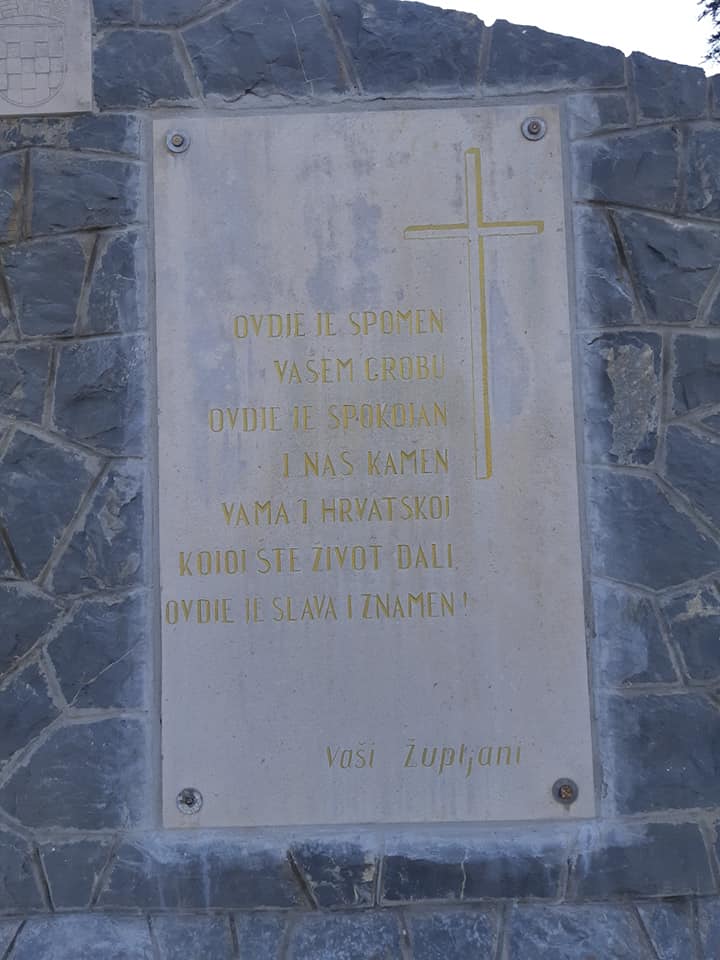 OVDJE JE SPOMEN
VAŠEM GROBU
OVDJE JE SPOKOJAN
I NAŠ KAMEN
VAMA I HRVATSKOJ
KOJOJ STE ŽIVOT DALI,
OVDJE JE SLAVA I ZNAMEN!
Vaši Župljani